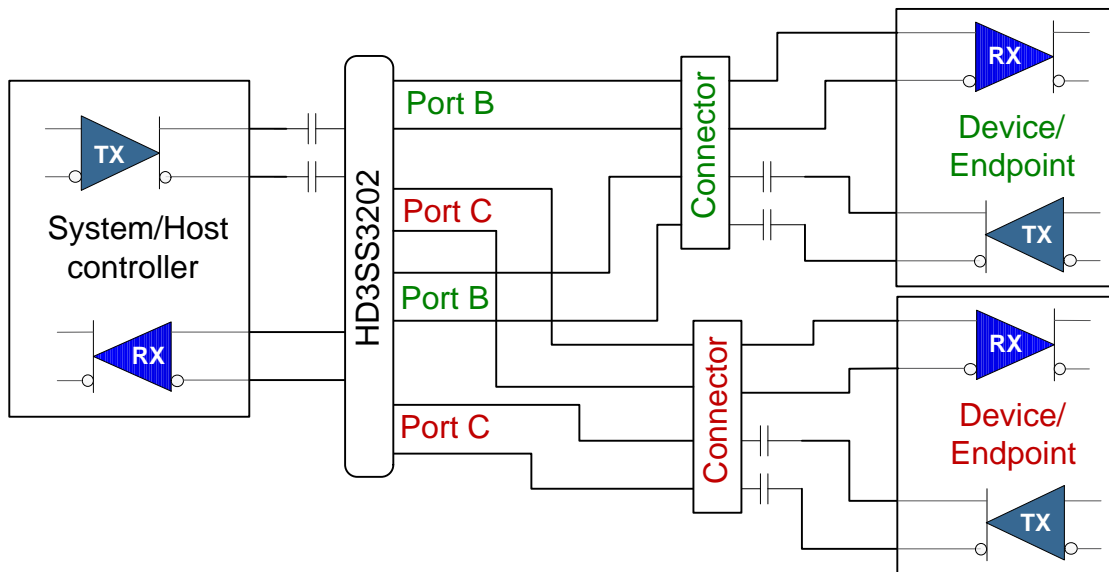 TX
System/Host
controller
RX
HD3SS3202
Port B
Port C
Port B
Port C
Connector
Connector
RX
Device/
Endpoint
TX
RX
Device/
Endpoint
TX